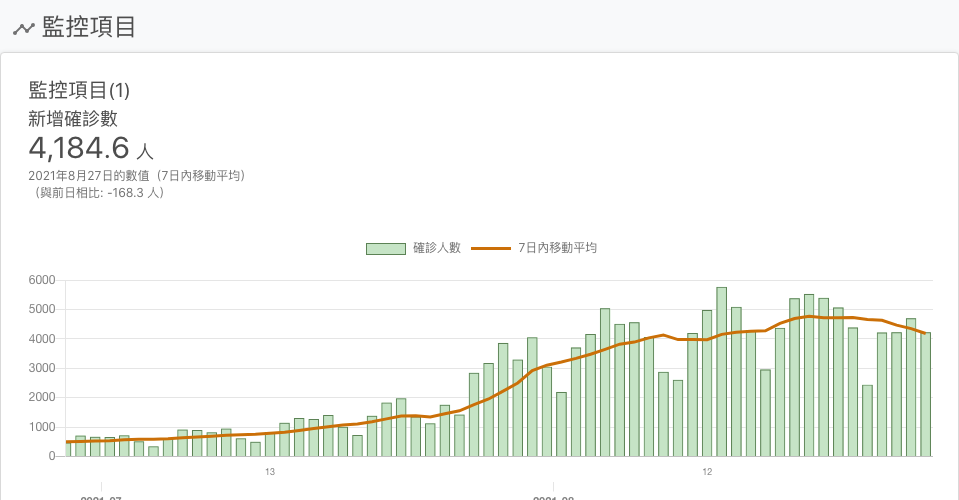 監控項目
監控項目(1)
新增確診數
4,184.6 人
2021年8月27日的數值（7日內移動平均）
（與前日相比: -168.3 人）
確診人數 7日內移動平均
6000
5000
4000
3000
2000
1000
0
13 12